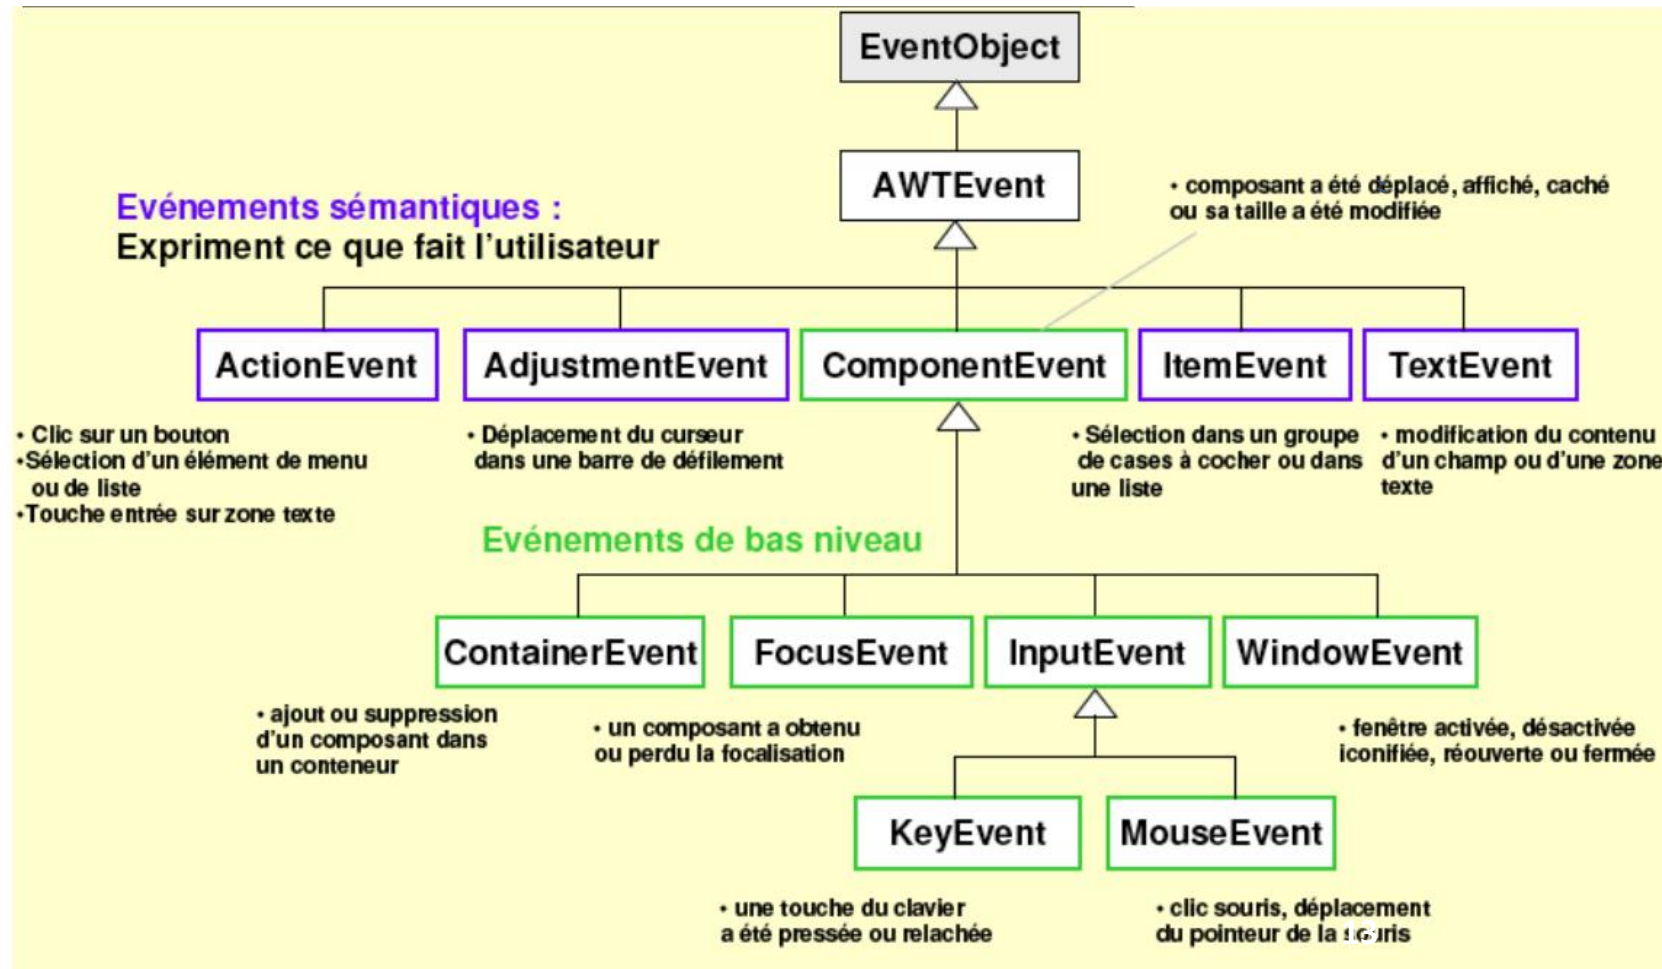 EventObject
AWTEvent
• composant a été déplacé, affiché, caché
ou sa taille a été modifiée
Evénements sémantiques :
Expriment ce que fait l'utilisateur
ActionEvent
AdjustmentEvent
ComponentEvent
ItemEvent
TextEvent
• Clic sur un bouton
•Sélection d'un élément de menu
ou de liste
•Touche entrée sur zone texte
• Déplacement du curseur
dans une barre de défilement
• Sélection dans un groupe
de cases à cocher ou dans
une liste
• modification du contenu
d'un champ ou d'une zone
texte
Evénements de bas niveau
ContainerEvent
FocusEvent
InputEvent
WindowEvent
• ajout ou suppression
d'un composant dans
un conteneur
• un composant a obtenu
ou perdu la focalisation
• fenêtre activée, désactivée
iconifiée, réouverte ou fermée
KeyEvent
MouseEvent
• une touche du clavier
a été pressée ou relachée
• clic souris, déplacement
du pointeur de la souris